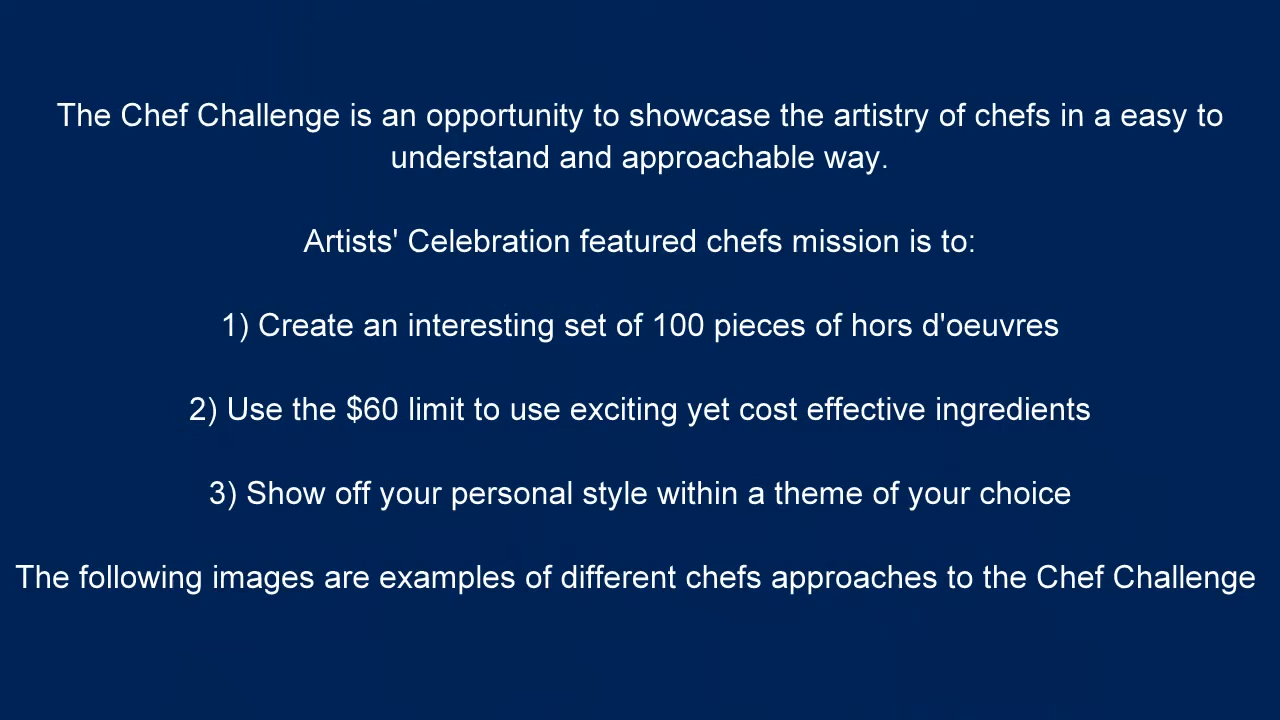 The Chef Challenge is an opportunity to showcase the artistry of chefs in a easy to
understand and approachable way.
Artists' Celebration featured chefs mission is to:
1) Create an interesting set of 100 pieces of hors d'oeuvres
2) Use the $60 limit to use exciting yet cost effective ingredients
3) Show off your personal style within a theme of your choice
The following images are examples of different chefs approaches to the Chef Challenge